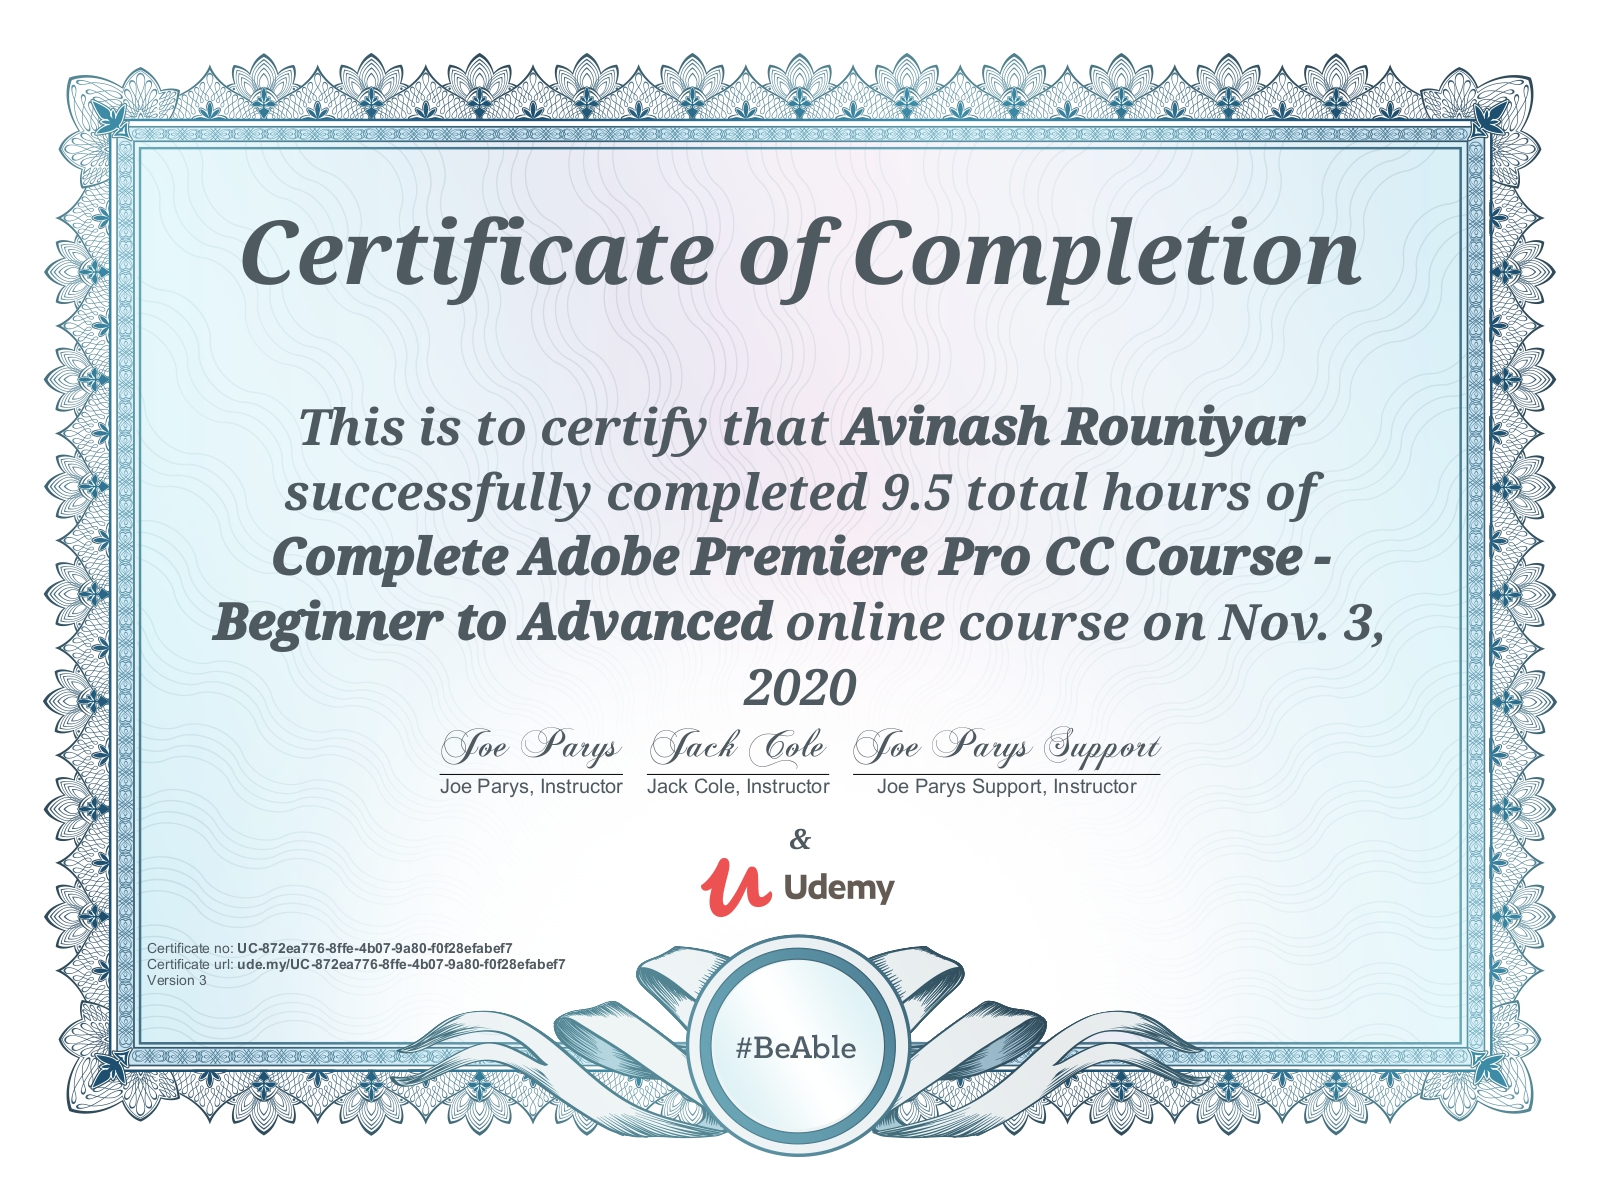 Certificate of Completion
This is to certify that Avinash Rouniyar
successfully completed 9.5 total hours of
Complete Adobe Premiere Pro CC Course -
Beginner to Advanced online course on Nov. 3,
2020
Joe Parys Jack Cole Joe Parys Support
Joe Parys, Instructor Jack Cole, Instructor Joe Parys Support, Instructor
&
Udemy
Certificate no: UC-872ea776-8ffe-4b07-9a80-f0f28efabef7
Certificate url: ude.my/UC-872ea776-8ffe-4b07-9a80-f0f28efabef7
Version 3
#BeAble